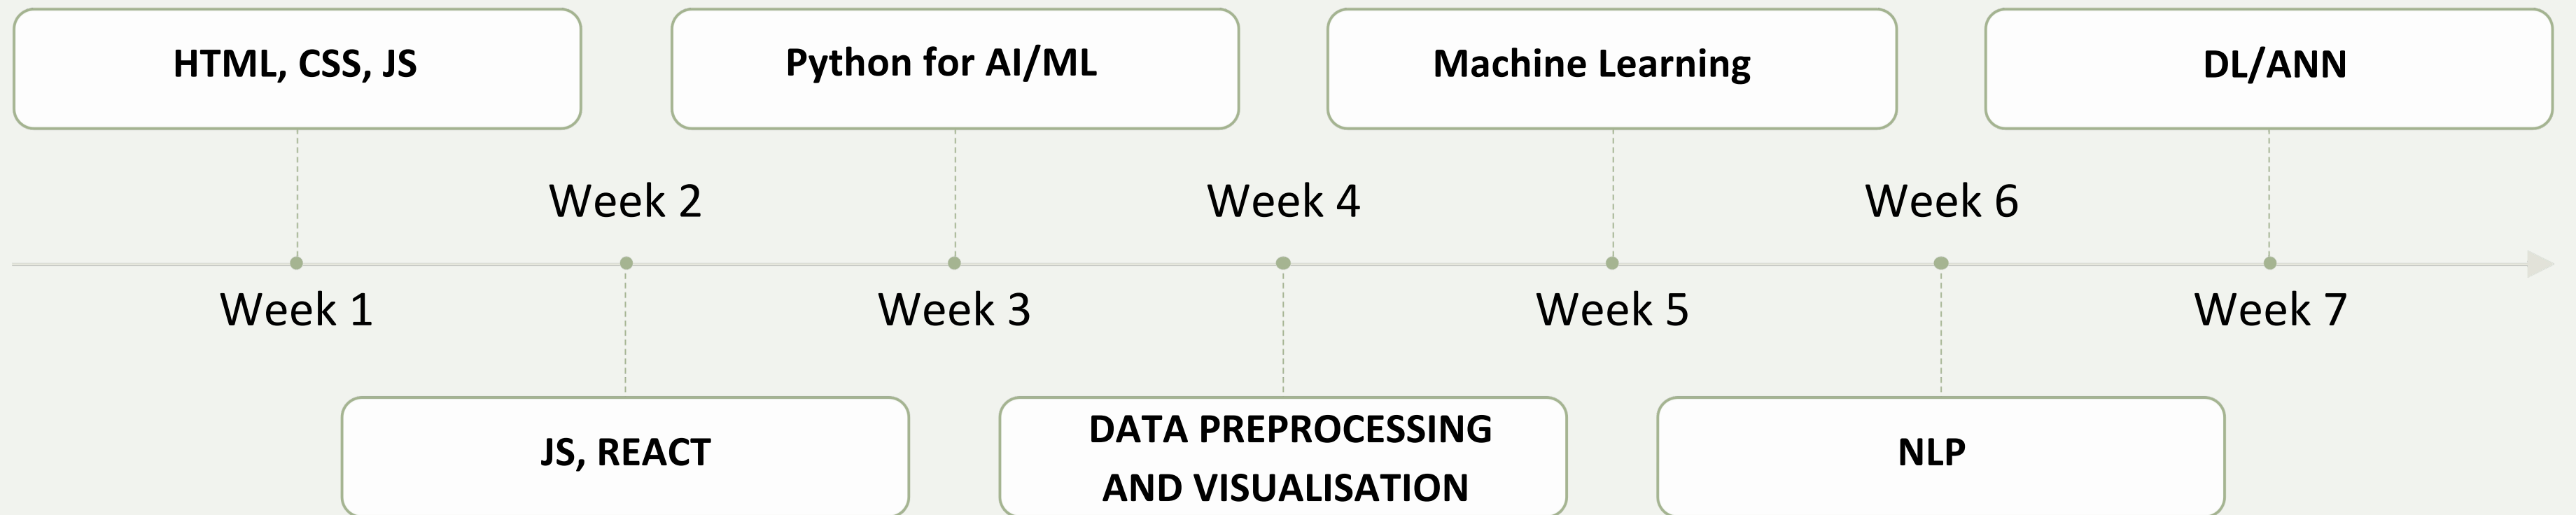 HTML, CSS, JS
Python for AI/ML
Machine Learning
DL/ANN
Week 2
Week 4
Week 6
Week 1
Week 3
Week 5
Week 7
JS, REACT
DATA PREPROCESSING
AND VISUALISATION
NLP